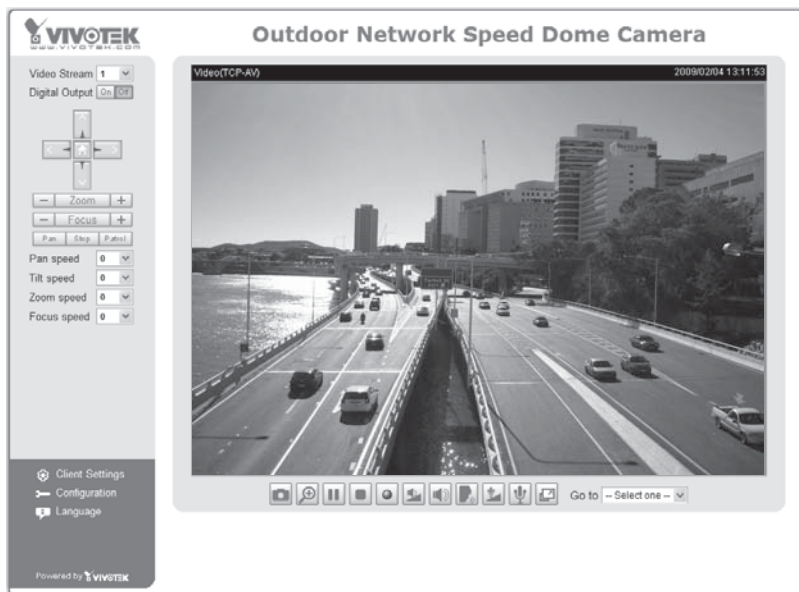 VIVOTEK
www.vivotek.com
Outdoor Network Speed Dome Camera
Video Stream 1
Digital Output On Off
Zoom
Focus
Pan Stop Patrol
Pan speed 0
Tilt speed 0
Zoom speed 0
Focus speed 0
Client Settings
Configuration
Language
Powered by VIVOTEK
Video(TCP-AV)
2009/02/04 13:11:53
Go to -- Select one --